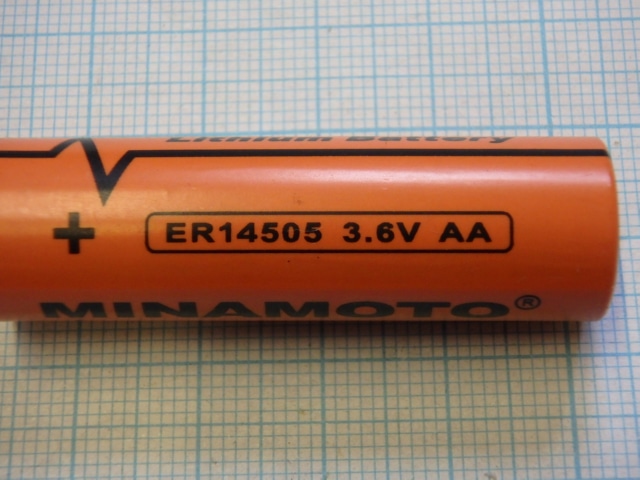 Lithium Battery
+
ER14505 3.6V AA
MINAMOTO®